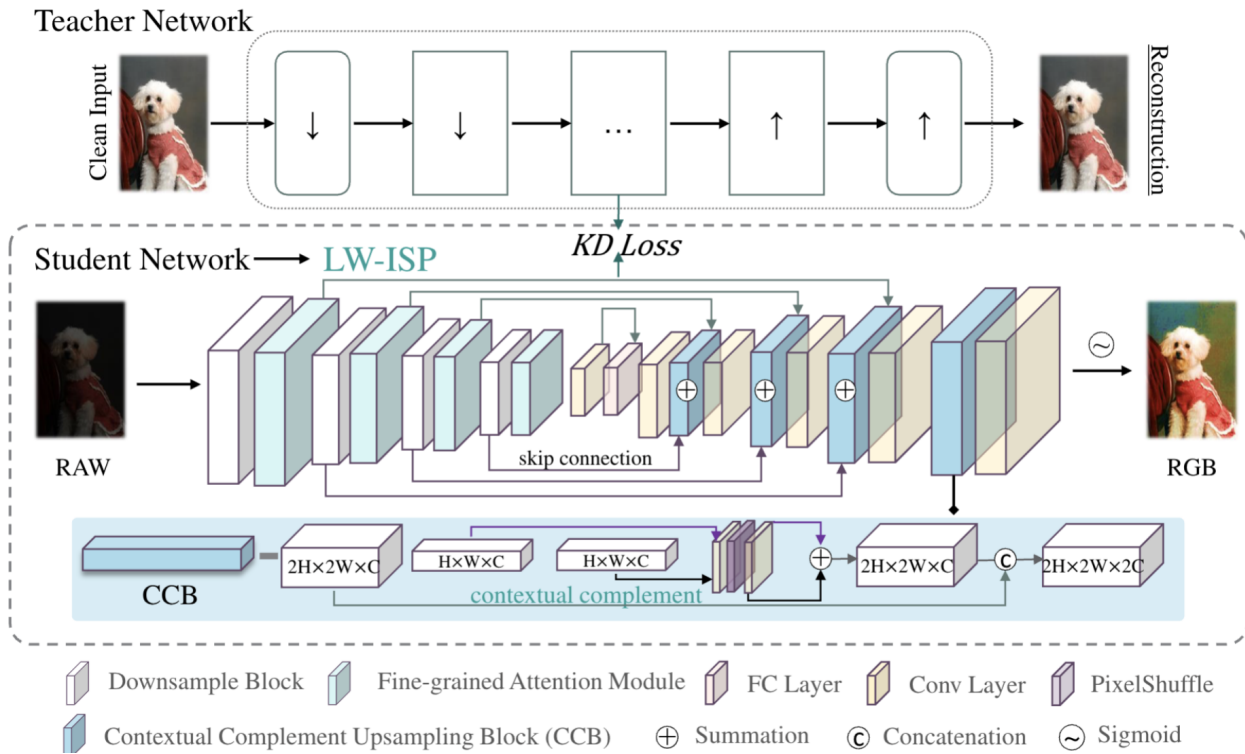 Teacher Network
Clean Input
↓
↓
...
↑
↑
Reconstruction
KD Loss
Student Network
LW-ISP
RAW
+
+
+
skip connection
~
RGB
CCB
2H×2W×C
H×W×C
H×W×C
contextual complement
+
2H×2W×C
C
2H×2W×2C
Downsample Block
Fine-grained Attention Module
FC Layer
Conv Layer
PixelShuffle
Contextual Complement Upsampling Block (CCB)
+ Summation
C Concatenation
~ Sigmoid